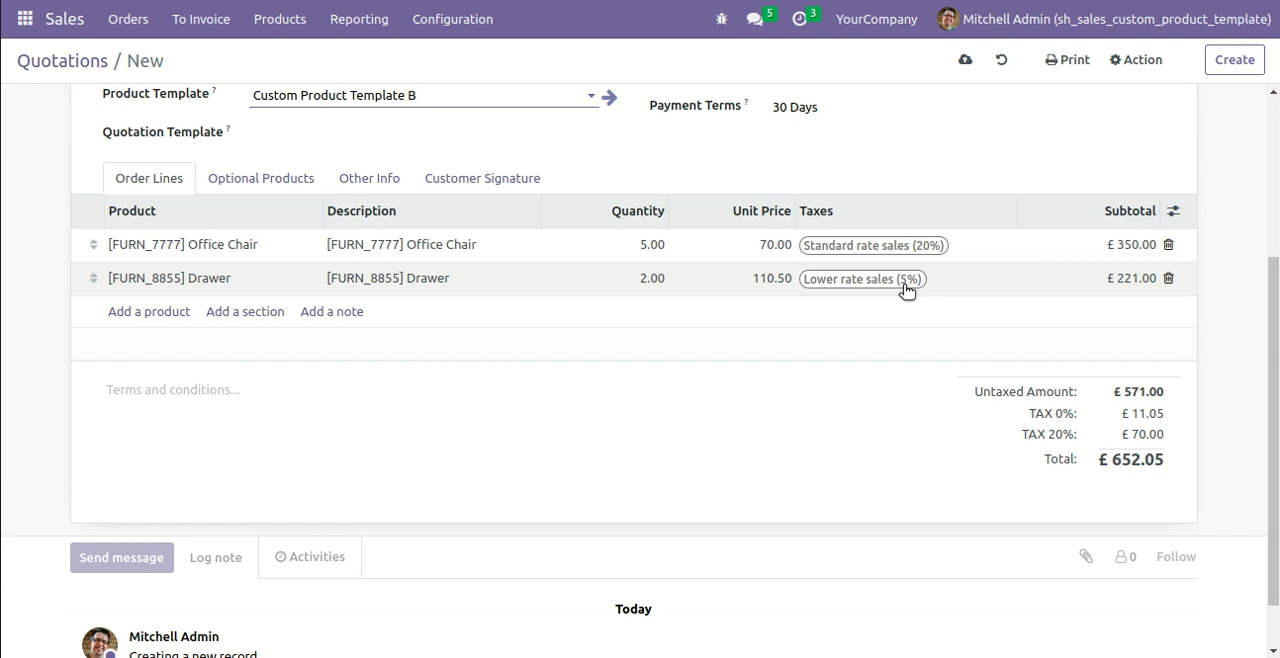 Sales Orders To Invoice Products Reporting Configuration 5 3 YourCompany Mitchell Admin (sh_sales_custom_product_template)
Quotations / New Print Action Create
Product Template ? Custom Product Template B
Payment Terms ? 30 Days
Quotation Template ?
Order Lines Optional Products Other Info Customer Signature
Product Description Quantity Unit Price Taxes Subtotal
[FURN_7777] Office Chair [FURN_7777] Office Chair 5.00 70.00 Standard rate sales (20%) £ 350.00
[FURN_8855] Drawer [FURN_8855] Drawer 2.00 110.50 Lower rate sales (5%) £ 221.00
Add a product Add a section Add a note
Terms and conditions...
Untaxed Amount: £ 571.00
TAX 0%: £ 11.05
TAX 20%: £ 70.00
Total: £ 652.05
Send message Log note Activities 0 Follow
Today
Mitchell Admin
Creating a new record